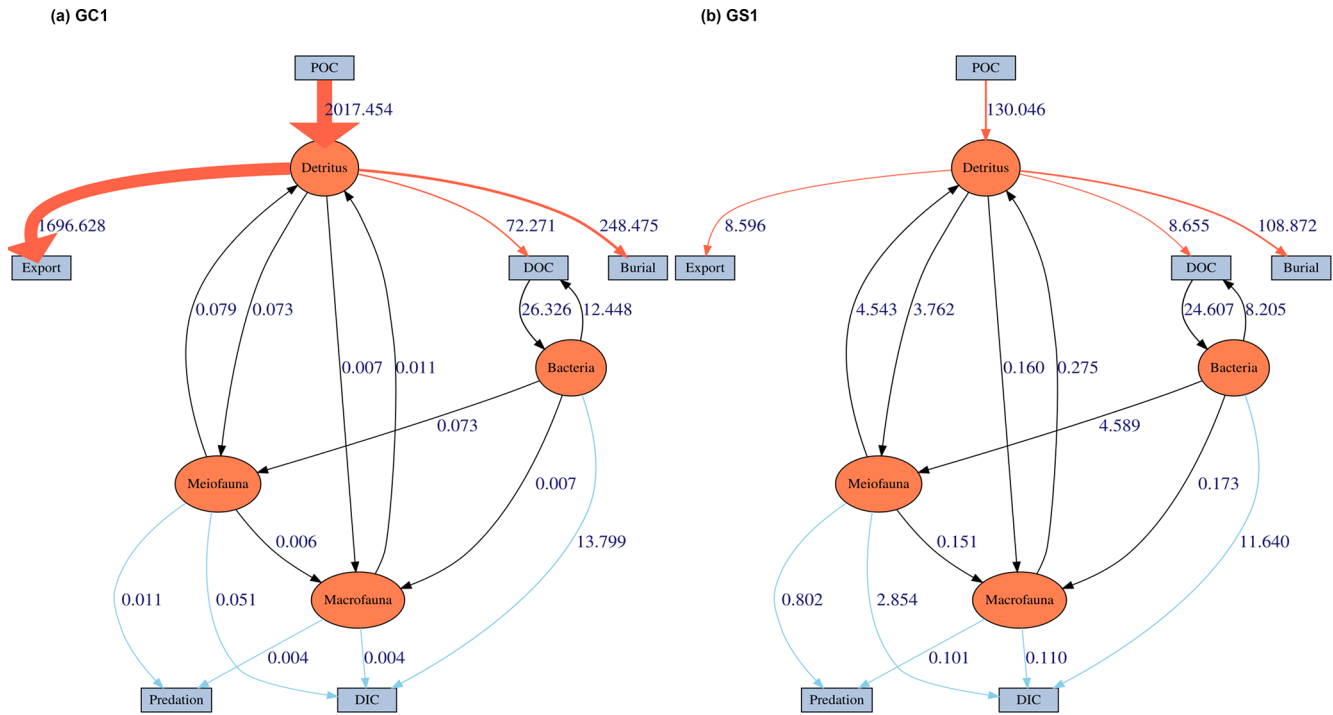 (a) GC1
POC
2017.454
Detritus
1696.628
72.271
248.475
Export
DOC
Burial
0.079
0.073
26.326
12.448
0.007
0.011
Bacteria
0.073
Meiofauna
0.007
0.006
13.799
Macrofauna
0.011
0.051
0.004
0.004
Predation
DIC
(b) GS1
POC
130.046
Detritus
8.596
8.655
108.872
Export
DOC
Burial
4.543
3.762
24.607
8.205
0.160
0.275
Bacteria
4.589
Meiofauna
0.173
0.151
11.640
Macrofauna
0.802
2.854
0.101
0.110
Predation
DIC